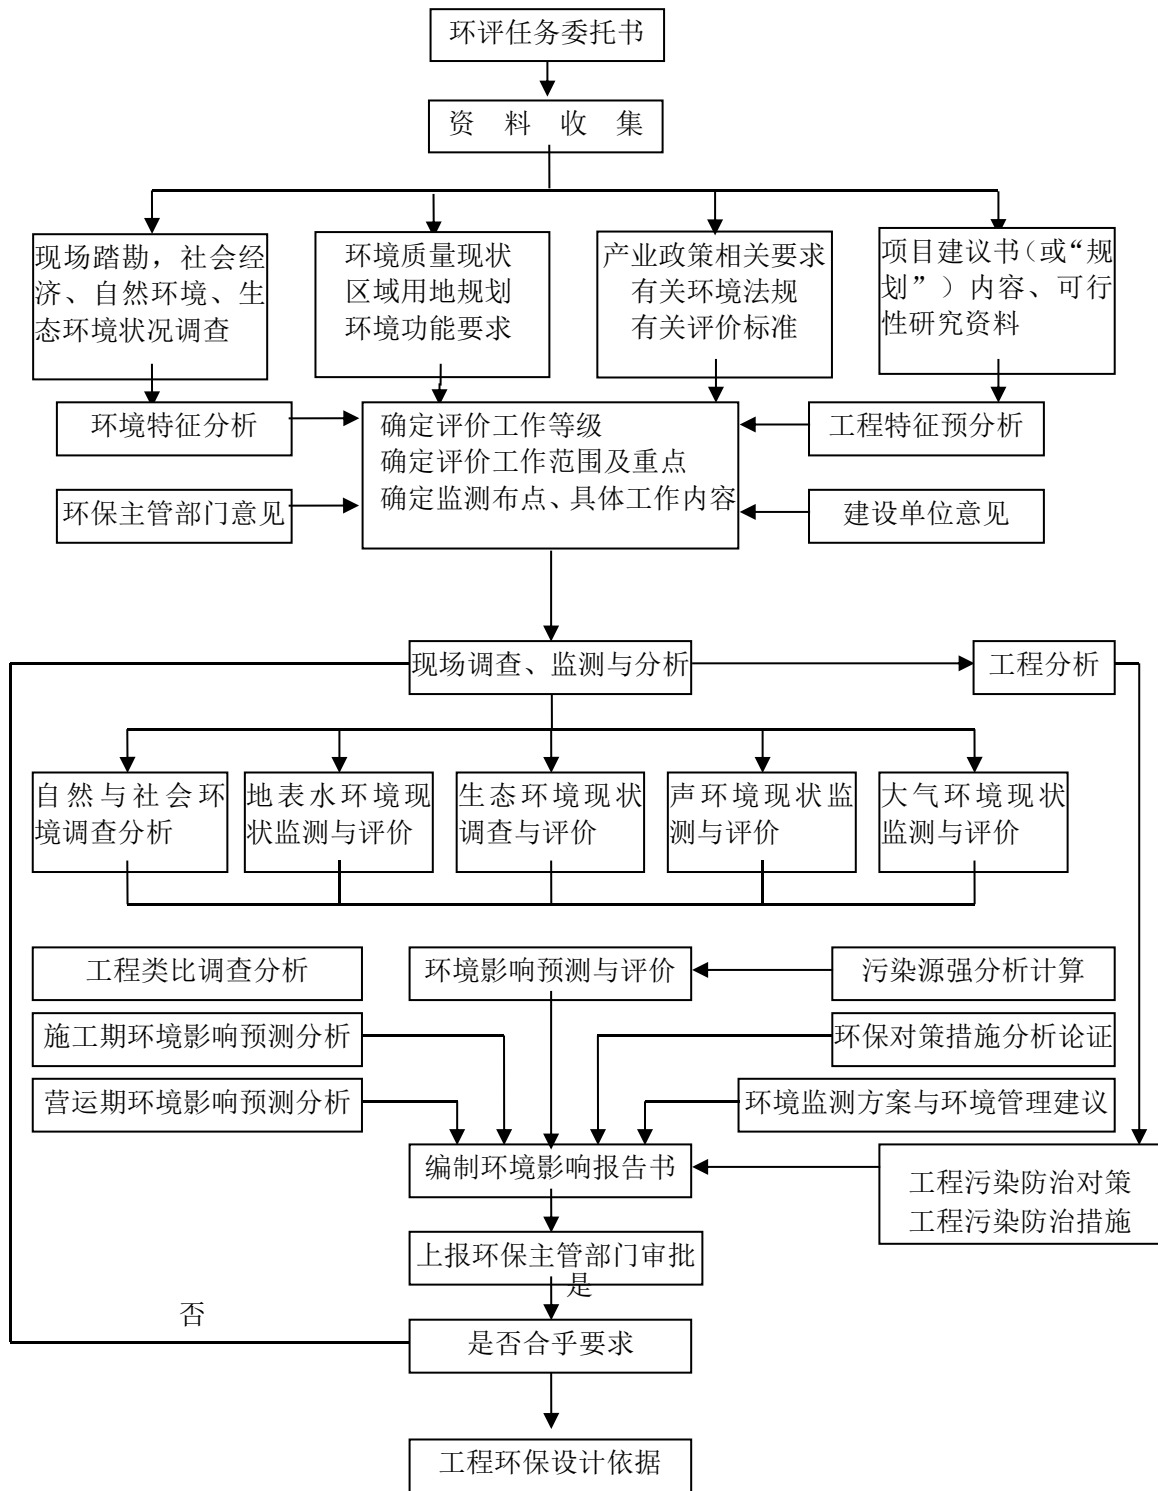 环评任务委托书
资 料 收 集
现场踏勘，社会经
济、自然环境、生
态环境状况调查
环境质量现状
区域用地规划
环境功能要求
产业政策相关要求
有关环境法规
有关评价标准
项目建议书（或“规
划”）内容、可行
性研究资料
环境特征分析
确定评价工作等级
确定评价工作范围及重点
确定监测布点、具体工作内容
工程特征预分析
环保主管部门意见
建设单位意见
现场调查、监测与分析
工程分析
自然与社会环
境调查分析
地表水环境现
状监测与评价
生态环境现状
调查与评价
声环境现状监
测与评价
大气环境现状
监测与评价
工程类比调查分析
环境影响预测与评价
污染源强分析计算
施工期环境影响预测分析
环保对策措施分析论证
营运期环境影响预测分析
环境监测方案与环境管理建议
编制环境影响报告书
工程污染防治对策
工程污染防治措施
上报环保主管部门审批
是
否
是否合乎要求
工程环保设计依据